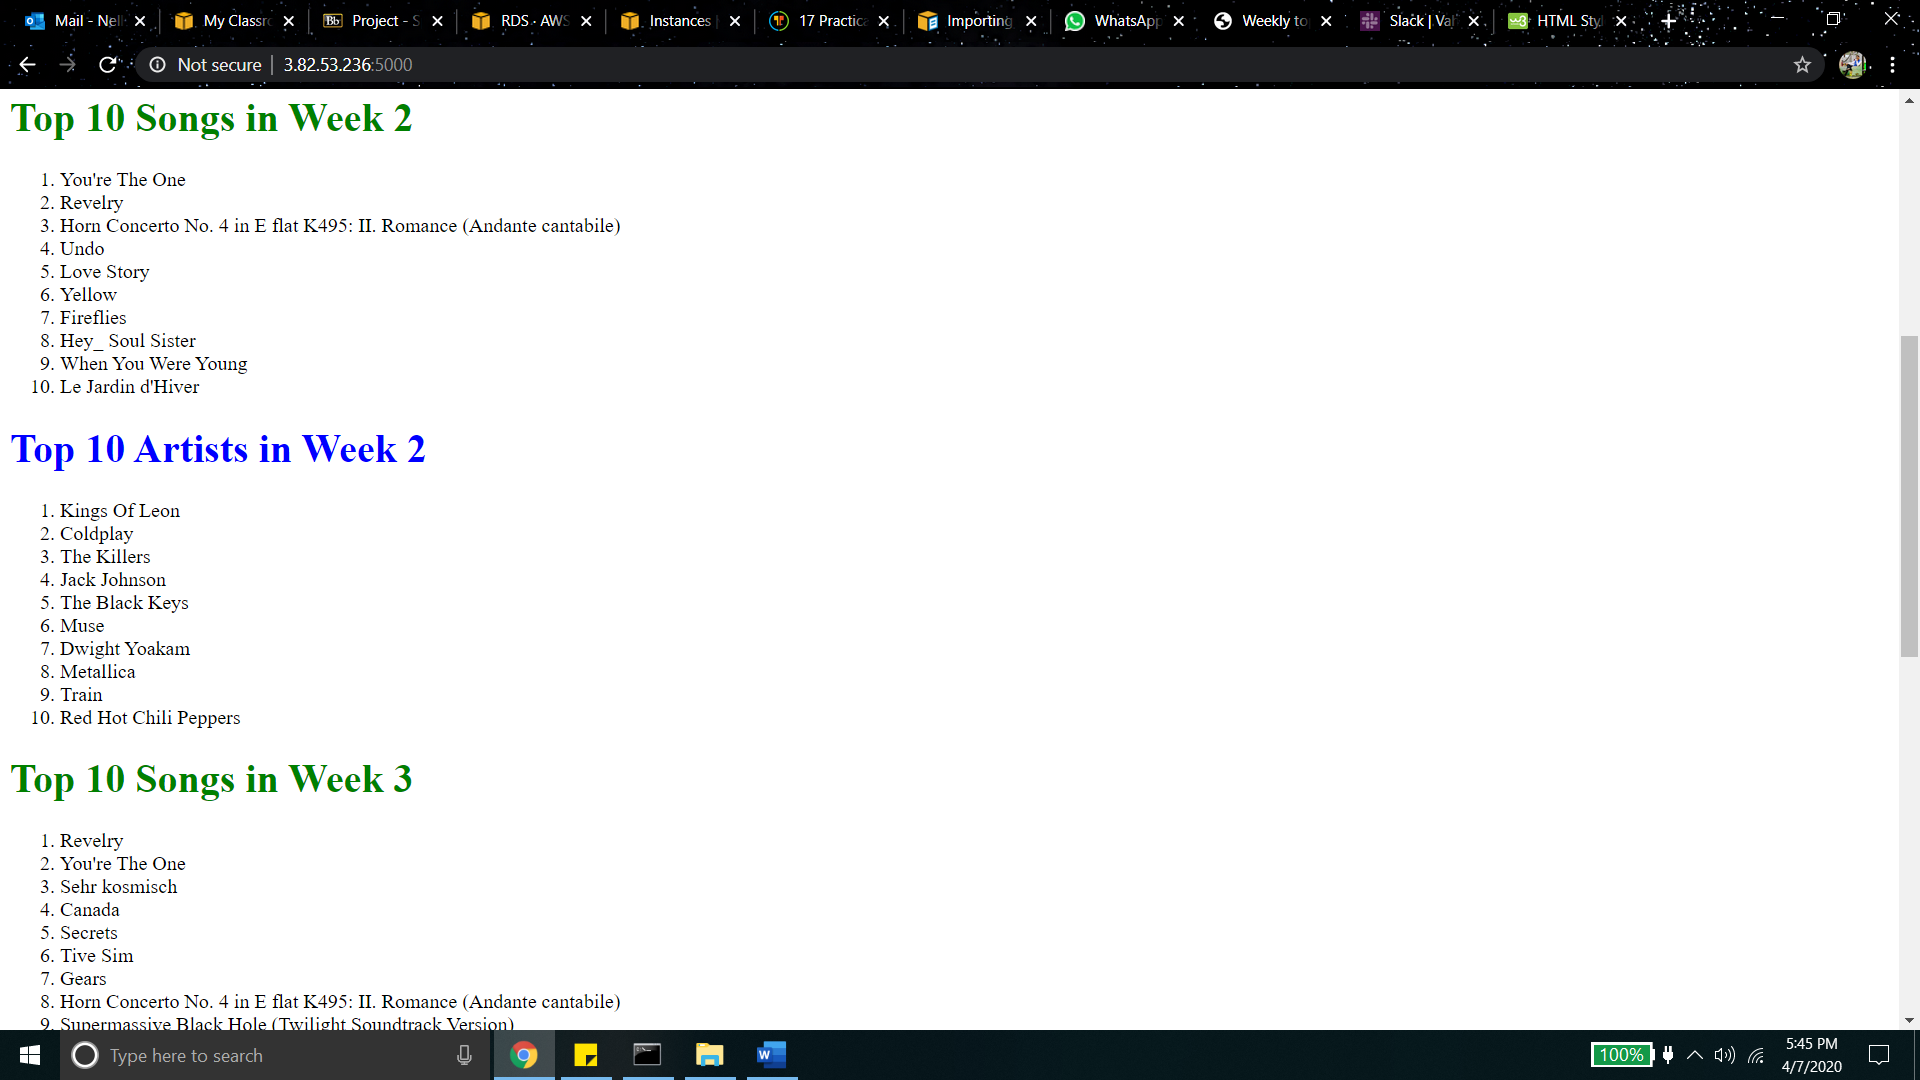 Mail - Nell
My Classro
Bb Project - S
RDS · AWS
Instances
17 Practica
Importing
WhatsApp
Weekly to
Slack | Val
w3 HTML Sty
Not secure | 3.82.53.236:5000
Top 10 Songs in Week 2
1. You're The One
2. Revelry
3. Horn Concerto No. 4 in E flat K495: II. Romance (Andante cantabile)
4. Undo
5. Love Story
6. Yellow
7. Fireflies
8. Hey_ Soul Sister
9. When You Were Young
10. Le Jardin d'Hiver
Top 10 Artists in Week 2
1. Kings Of Leon
2. Coldplay
3. The Killers
4. Jack Johnson
5. The Black Keys
6. Muse
7. Dwight Yoakam
8. Metallica
9. Train
10. Red Hot Chili Peppers
Top 10 Songs in Week 3
1. Revelry
2. You're The One
3. Sehr kosmisch
4. Canada
5. Secrets
6. Tive Sim
7. Gears
8. Horn Concerto No. 4 in E flat K495: II. Romance (Andante cantabile)
9. Supermassive Black Hole (Twilight Soundtrack Version)
Type here to search
W
100%
5:45 PM
4/7/2020